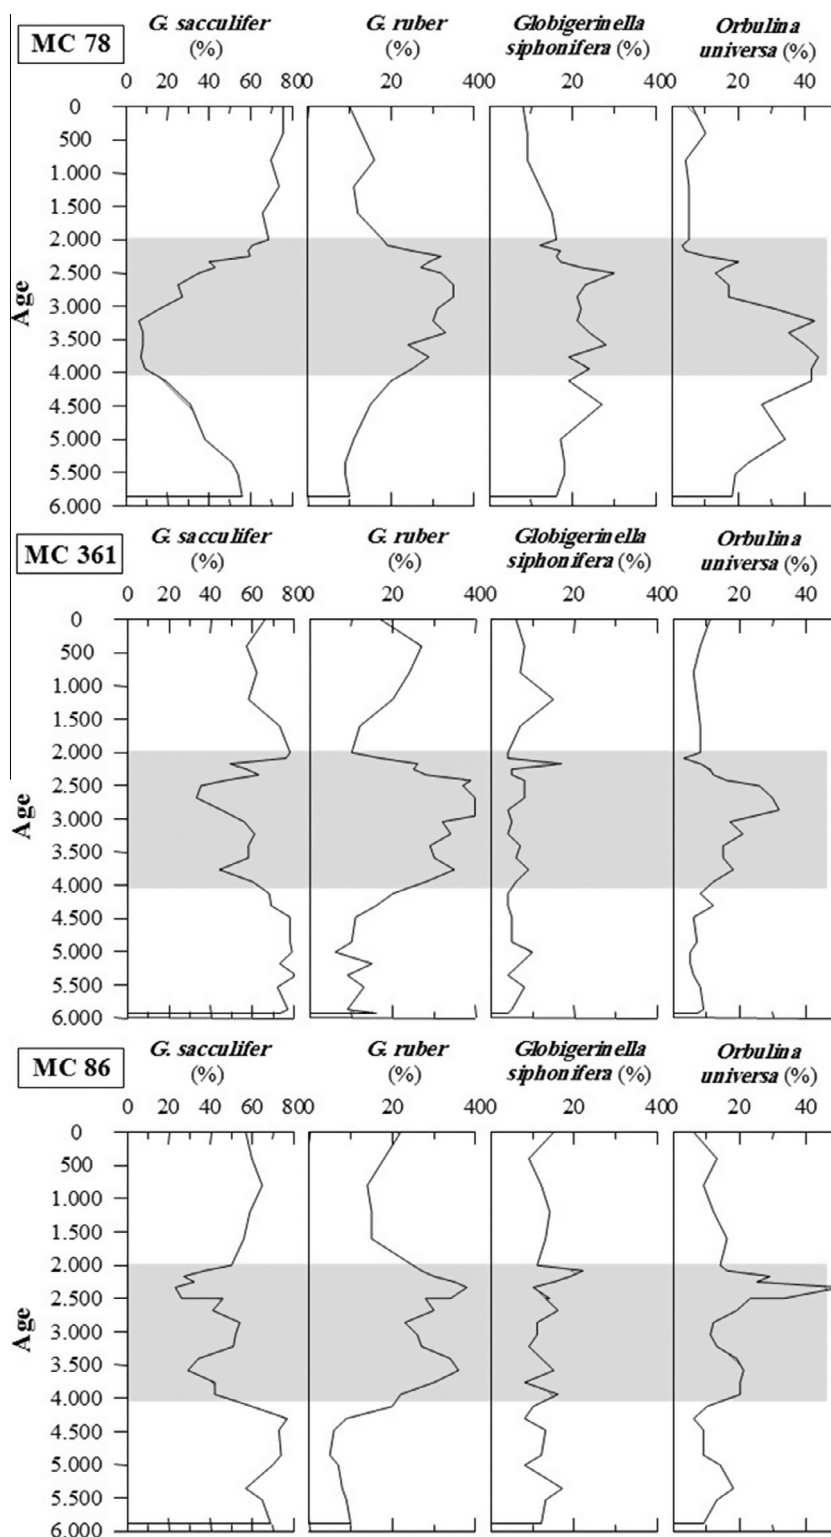 MC 78
G. sacculifer
(%)
G. ruber
(%)
Globigerinella
siphonifera (%)
Orbulina
universa (%)
0 20 40 60 80 0 20 40 0 20 40 0 20 40
Age
0
500
1.000
1.500
2.000
2.500
3.000
3.500
4.000
4.500
5.000
5.500
6.000
MC 361
G. sacculifer
(%)
G. ruber
(%)
Globigerinella
siphonifera (%)
Orbulina
universa (%)
0 20 40 60 80 0 20 40 0 20 40 0 20 40
Age
0
500
1.000
1.500
2.000
2.500
3.000
3.500
4.000
4.500
5.000
5.500
6.000
MC 86
G. sacculifer
(%)
G. ruber
(%)
Globigerinella
siphonifera (%)
Orbulina
universa (%)
0 20 40 60 80 0 20 40 0 20 40 0 20 40
Age
0
500
1.000
1.500
2.000
2.500
3.000
3.500
4.000
4.500
5.000
5.500
6.000